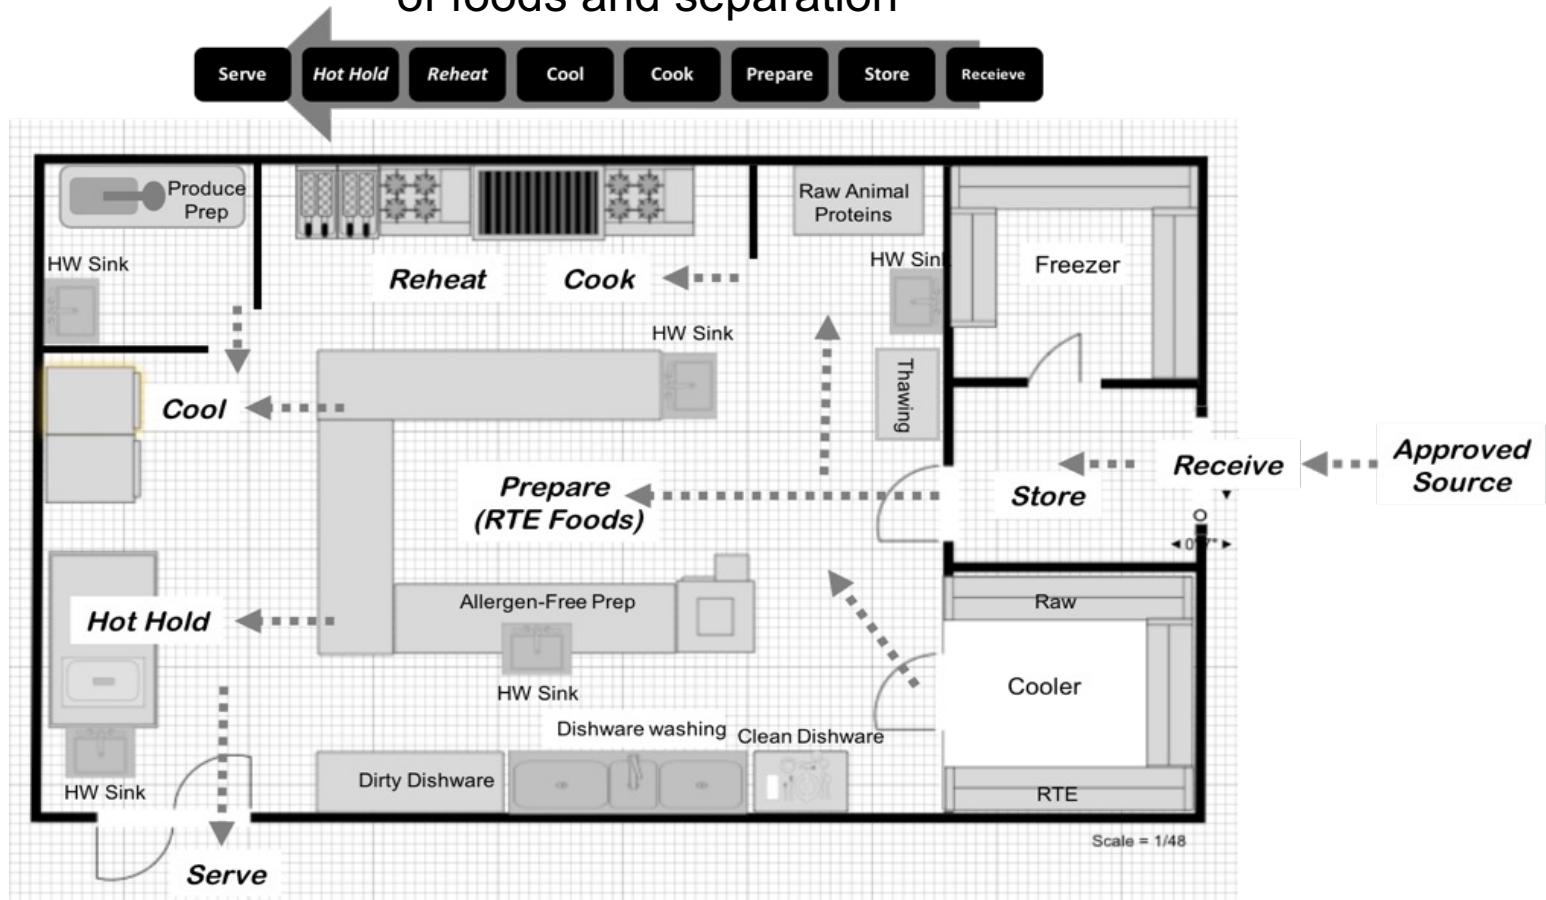 of foods and separation
Serve Hot Hold Reheat Cool Cook Prepare Store Receieve
Produce
Prep
Raw Animal
Proteins
HW Sink
HW Sin
Freezer
Reheat Cook
HW Sink
Thawing
Cool
Approved
Source
Receive
Store
Prepare
(RTE Foods)
Allergen-Free Prep
Raw
Hot Hold
HW Sink
Cooler
Dishware washing
Clean Dishware
Dirty Dishware
HW Sink
RTE
Scale = 1/48
Serve